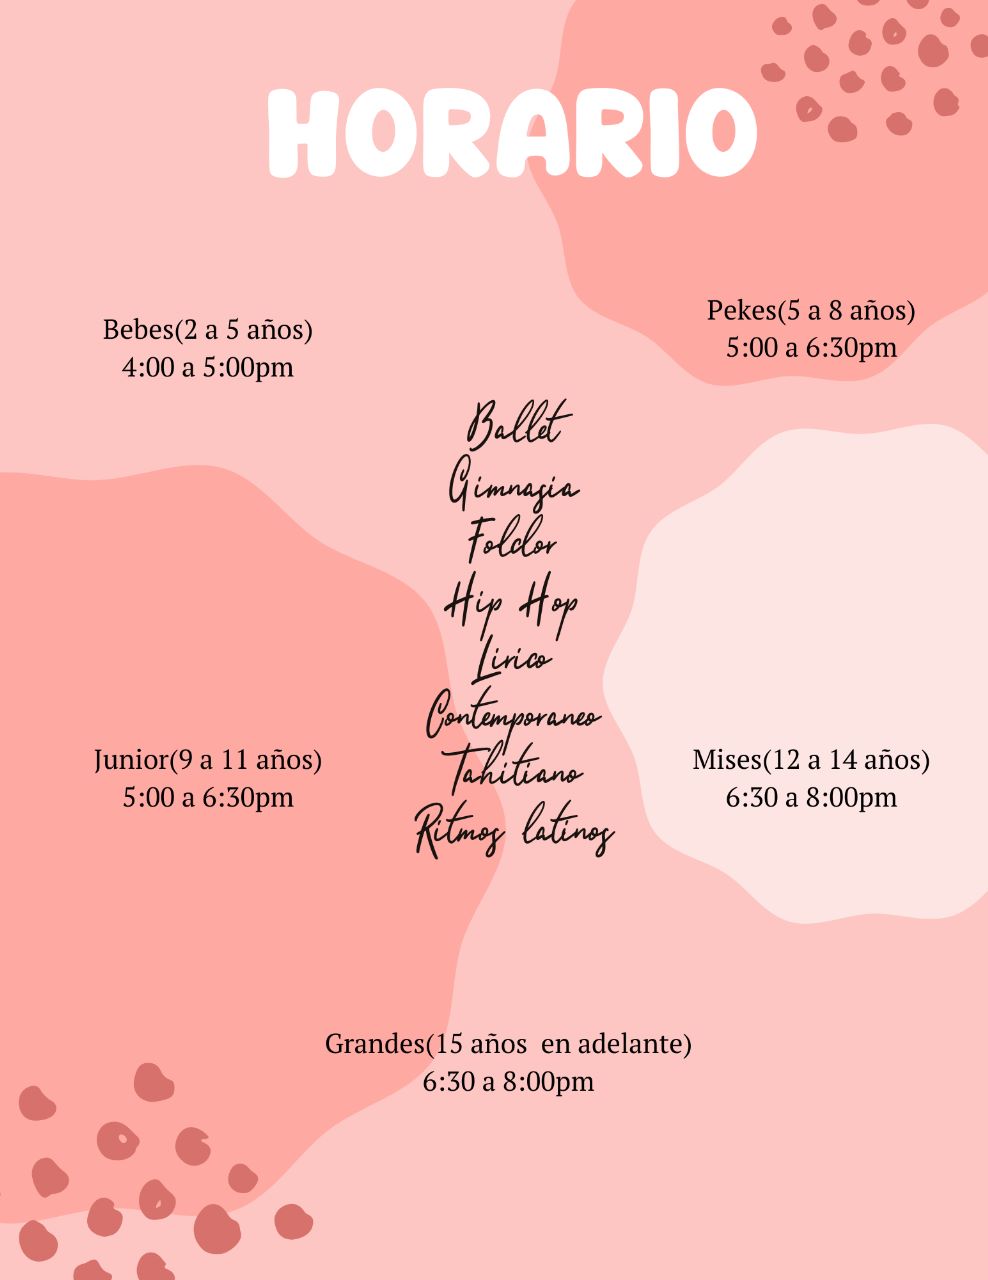 HORARIO
Bebes(2 a 5 años)
4:00 a 5:00pm
Pekes(5 a 8 años)
5:00 a 6:30pm
Ballet
Gimnasia
Folclor
Hip Hop
Lirico
Contemporaneo
Tahitiano
Ritmos latinos
Junior(9 a 11 años)
5:00 a 6:30pm
Mises(12 a 14 años)
6:30 a 8:00pm
Grandes(15 años  en adelante)
6:30 a 8:00pm